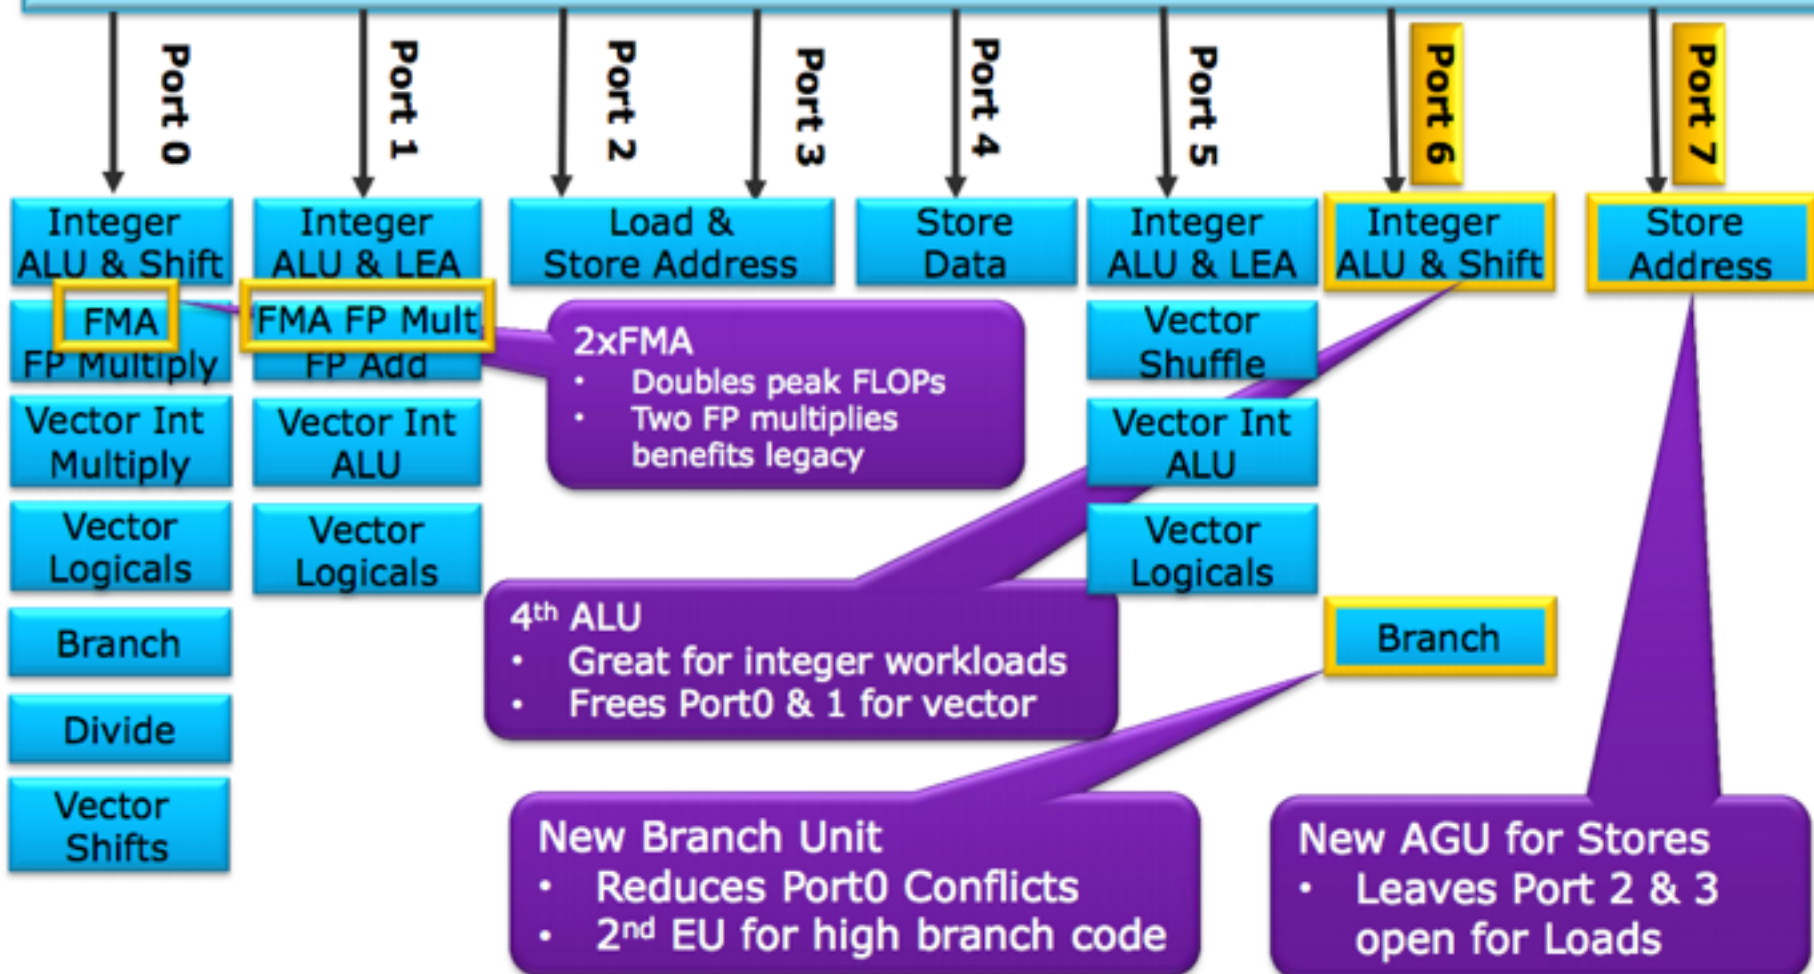 Port 0
Port 1
Port 2
Port 3
Port 4
Port 5
Port 6
Port 7
Integer
ALU & Shift
Integer
ALU & LEA
Load &
Store Address
Store
Data
Integer
ALU & LEA
Integer
ALU & Shift
Store
Address
FMA
FP Multiply
FMA FP Mult
FP Add
2xFMA
• Doubles peak FLOPs
• Two FP multiplies
benefits legacy
Vector
Shuffle
Vector Int
Multiply
Vector Int
ALU
Vector Int
ALU
Vector
Logicals
Vector
Logicals
Vector
Logicals
4th ALU
• Great for integer workloads
• Frees Port0 & 1 for vector
Branch
Branch
Divide
Vector
Shifts
New Branch Unit
• Reduces Port0 Conflicts
• 2nd EU for high branch code
New AGU for Stores
• Leaves Port 2 & 3
open for Loads